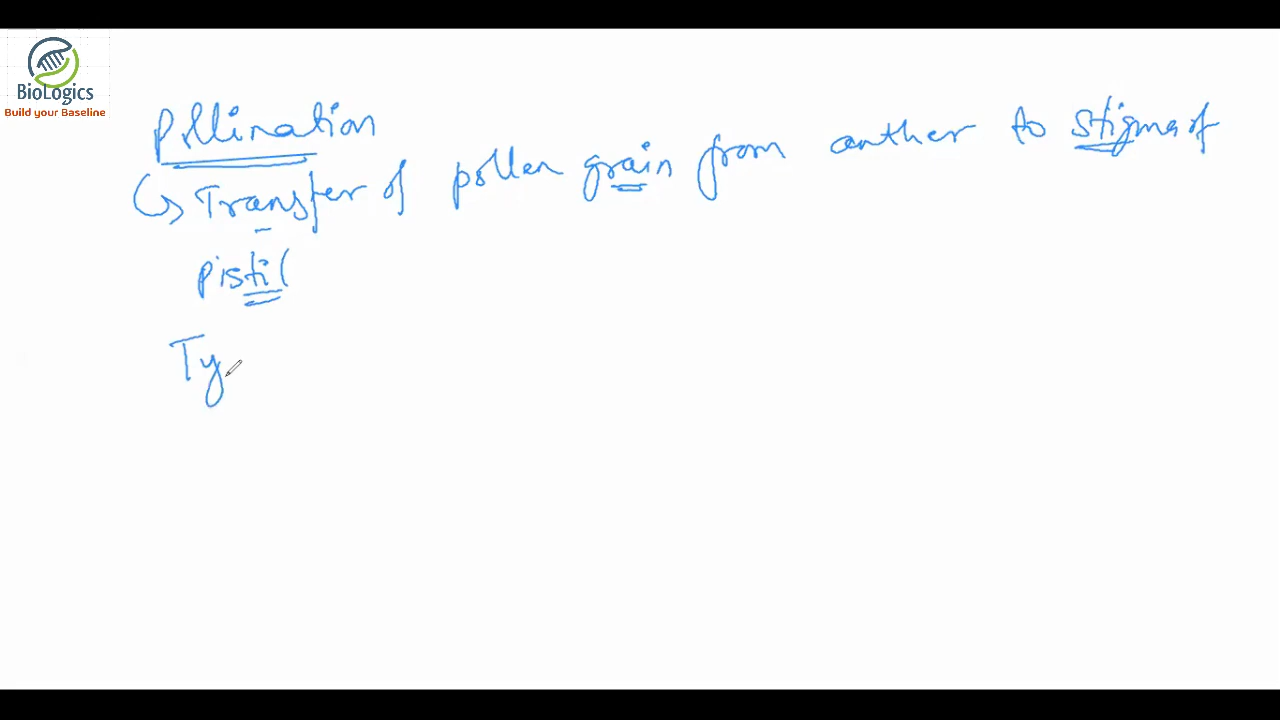 BioLogics
Build your Baseline
Pollination
↳ Transfer of pollen grain from anther to stigma of
pistil
Ty